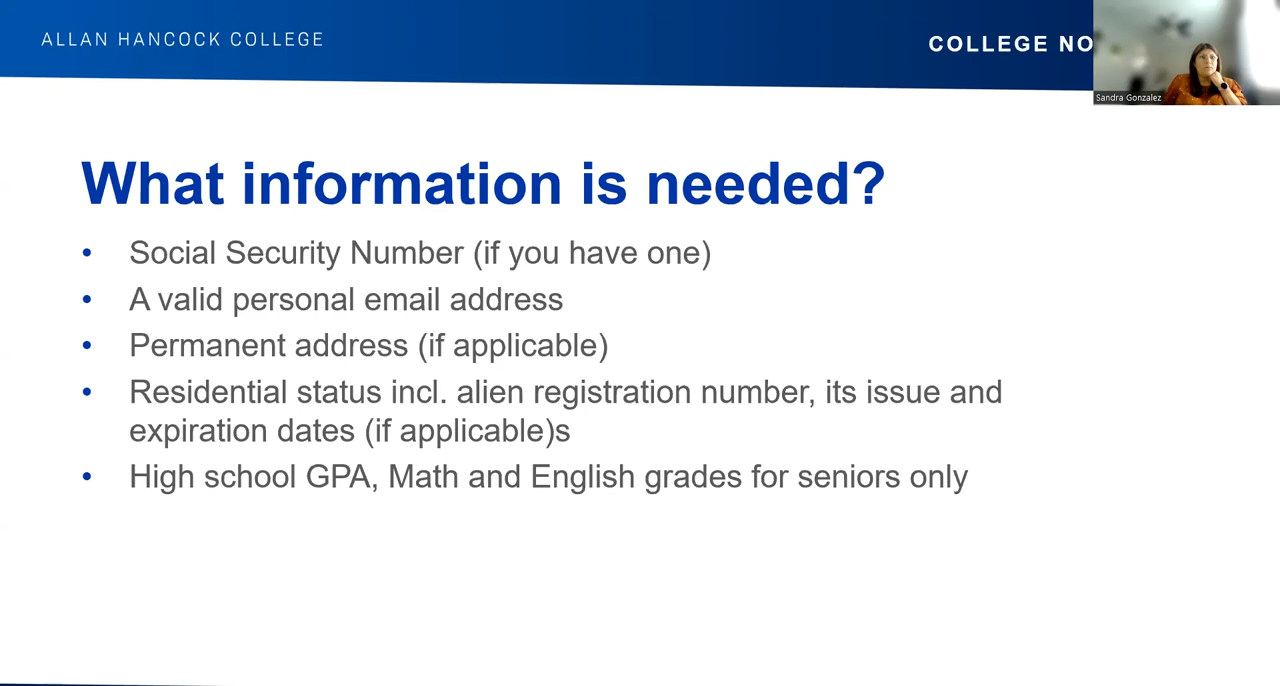 ALLAN HANCOCK COLLEGE
COLLEGE NO
Sandra Gonzalez
What information is needed?
• Social Security Number (if you have one)
• A valid personal email address
• Permanent address (if applicable)
• Residential status incl. alien registration number, its issue and
expiration dates (if applicable)s
• High school GPA, Math and English grades for seniors only